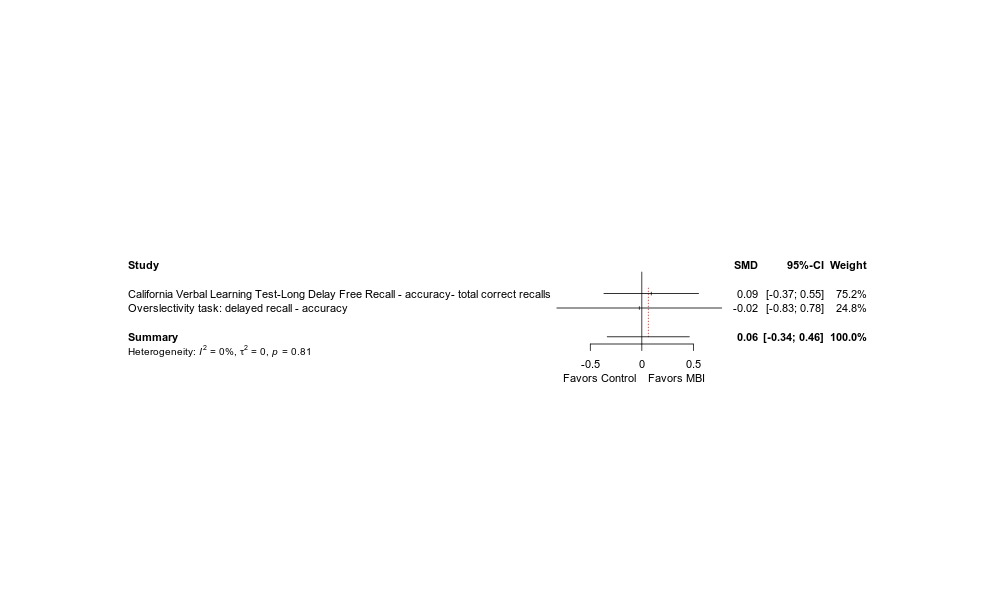 Study SMD 95%-CI Weight
California Verbal Learning Test-Long Delay Free Recall - accuracy- total correct recalls 0.09 [-0.37; 0.55] 75.2%
Overslectivity task: delayed recall - accuracy -0.02 [-0.83; 0.78] 24.8%
Summary 0.06 [-0.34; 0.46] 100.0%
Heterogeneity: I² = 0%, τ² = 0, p = 0.81
-0.5 0 0.5
Favors Control Favors MBI